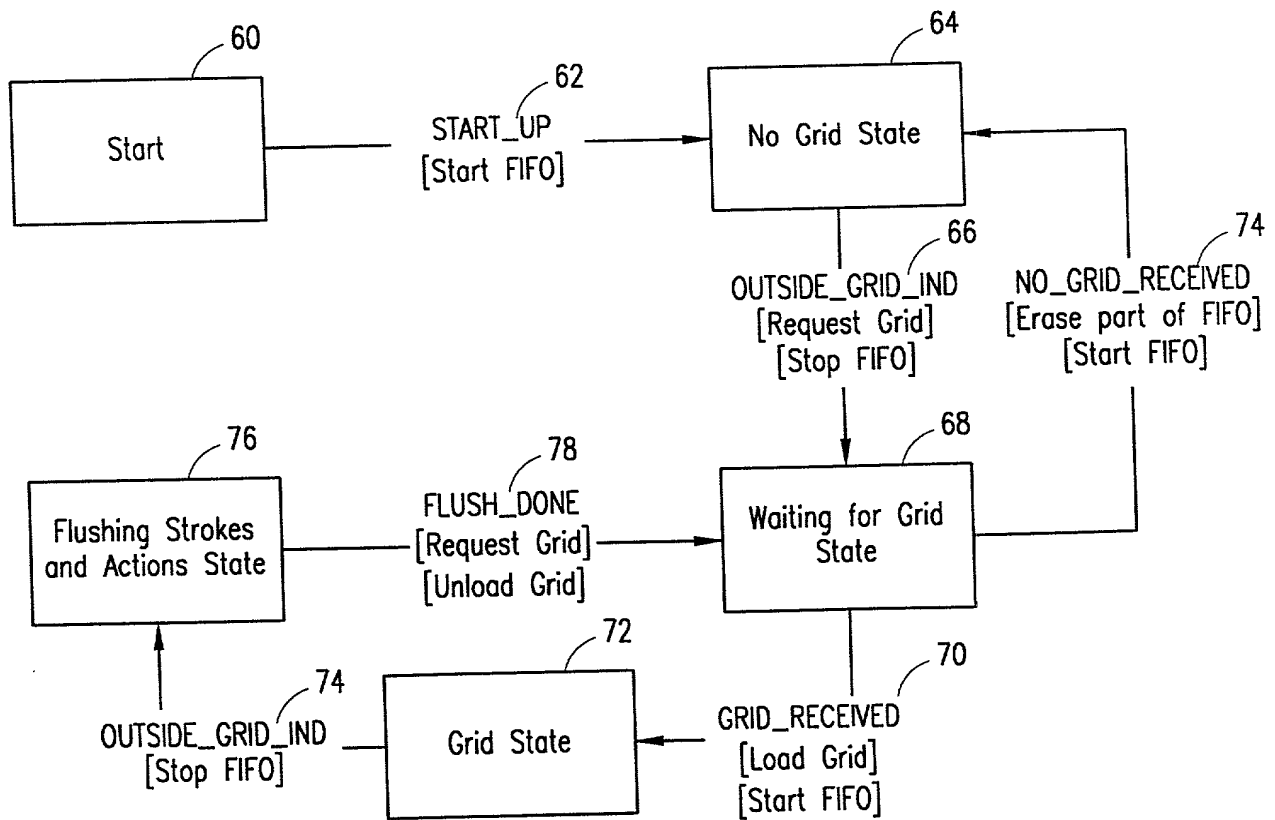 60
Start
62
START_UP
[Start FIFO]
64
No Grid State
66
OUTSIDE_GRID_IND
[Request Grid]
[Stop FIFO]
74
NO_GRID_RECEIVED
[Erase part of FIFO]
[Start FIFO]
76
Flushing Strokes
and Actions State
78
FLUSH_DONE
[Request Grid]
[Unload Grid]
68
Waiting for Grid
State
74
OUTSIDE_GRID_IND
[Stop FIFO]
72
Grid State
70
GRID_RECEIVED
[Load Grid]
[Start FIFO]